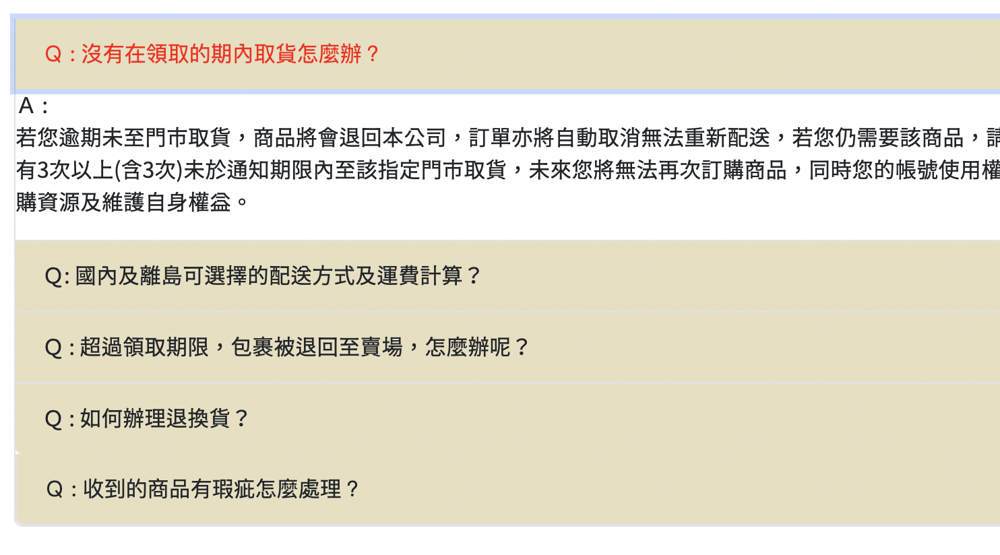 Q : 沒有在領取的期內取貨怎麼辦 ?
A :
若您逾期未至門市取貨，商品將會退回本公司，訂單亦將自動取消無法重新配送，若您仍需要該商品，請
有3次以上(含3次)未於通知期限內至該指定門市取貨，未來您將無法再次訂購商品，同時您的帳號使用權
購資源及維護自身權益。
Q: 國內及離島可選擇的配送方式及運費計算？
Q : 超過領取期限，包裹被退回至賣場，怎麼辦呢？
Q : 如何辦理退換貨？
Q : 收到的商品有瑕疵怎麼處理 ?